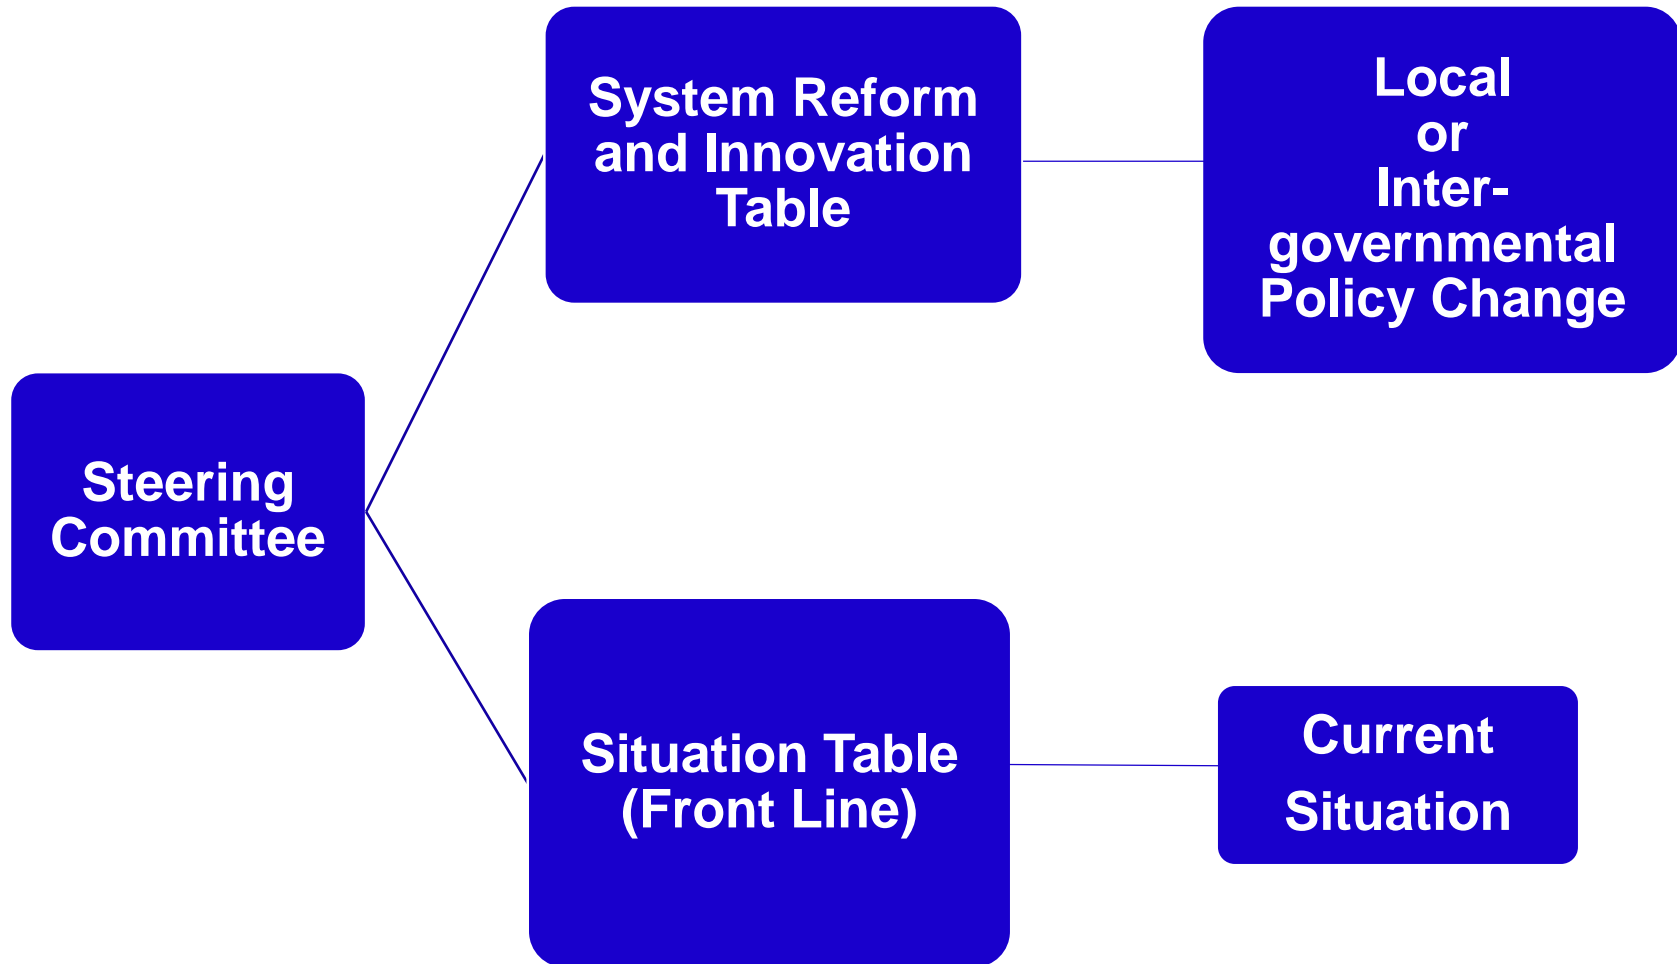 System Reform
and Innovation
Table
Local
or
Inter-
governmental
Policy Change
Steering
Committee
Situation Table
(Front Line)
Current
Situation